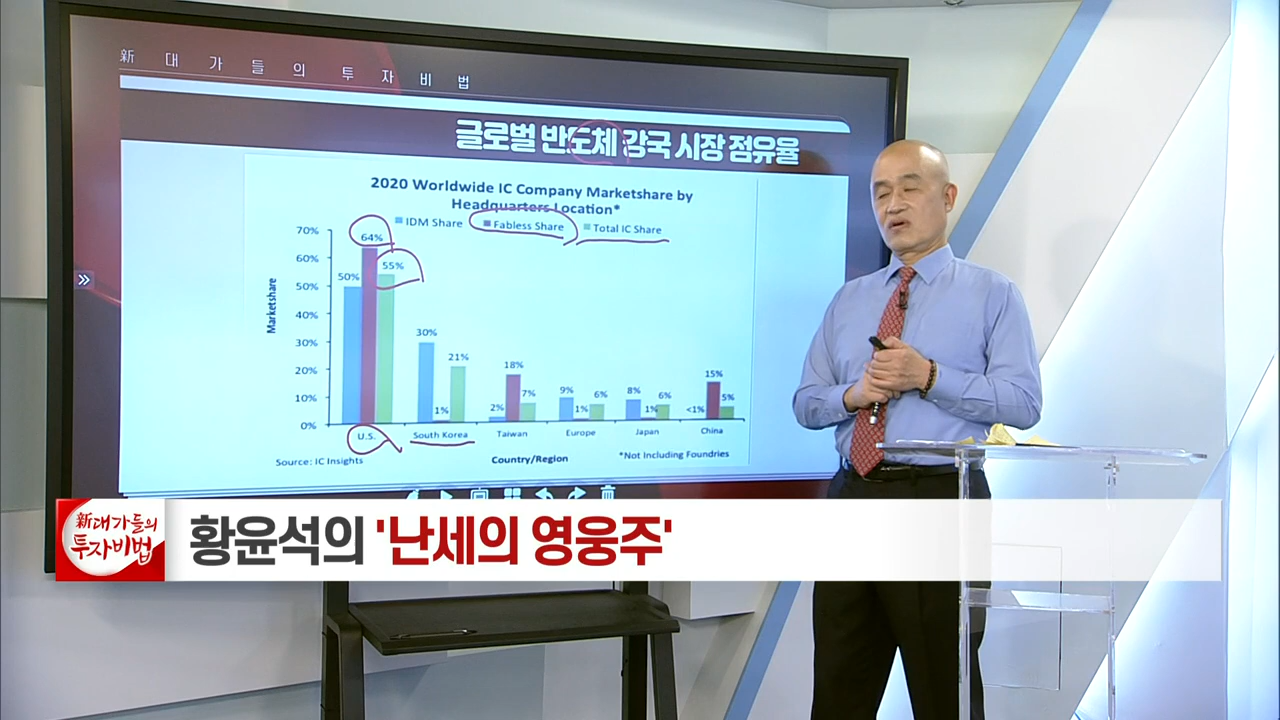 新 대 가 들 의 투 자 비 법
글로벌 반도체 강국 시장 점유율
2020 Worldwide IC Company Marketshare by
Headquarters Location*
IDM Share Fabless Share Total IC Share
70%
60%
50%
40%
30%
20%
10%
0%
Marketshare
50% 64% 55%
30% 1% 21%
2% 18% 7%
9% 1% 6%
8% 1% 6%
<1% 15% 5%
U.S. South Korea Taiwan Europe Japan China
Source: IC Insights Country/Region *Not Including Foundries
新대가들의
투자비법
황윤석의 '난세의 영웅주'